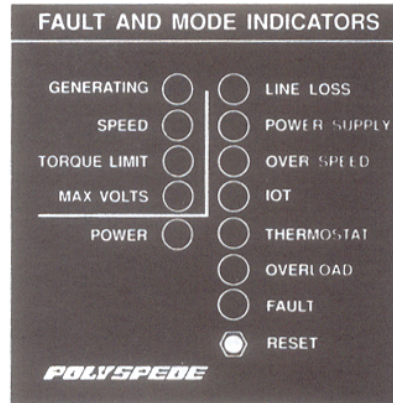 FAULT AND MODE INDICATORS
GENERATING
SPEED
TORQUE LIMIT
MAX VOLTS
POWER
LINE LOSS
POWER SUPPLY
OVER SPEED
IOT
THERMOSTAT
OVERLOAD
FAULT
RESET
POLYSPEDE